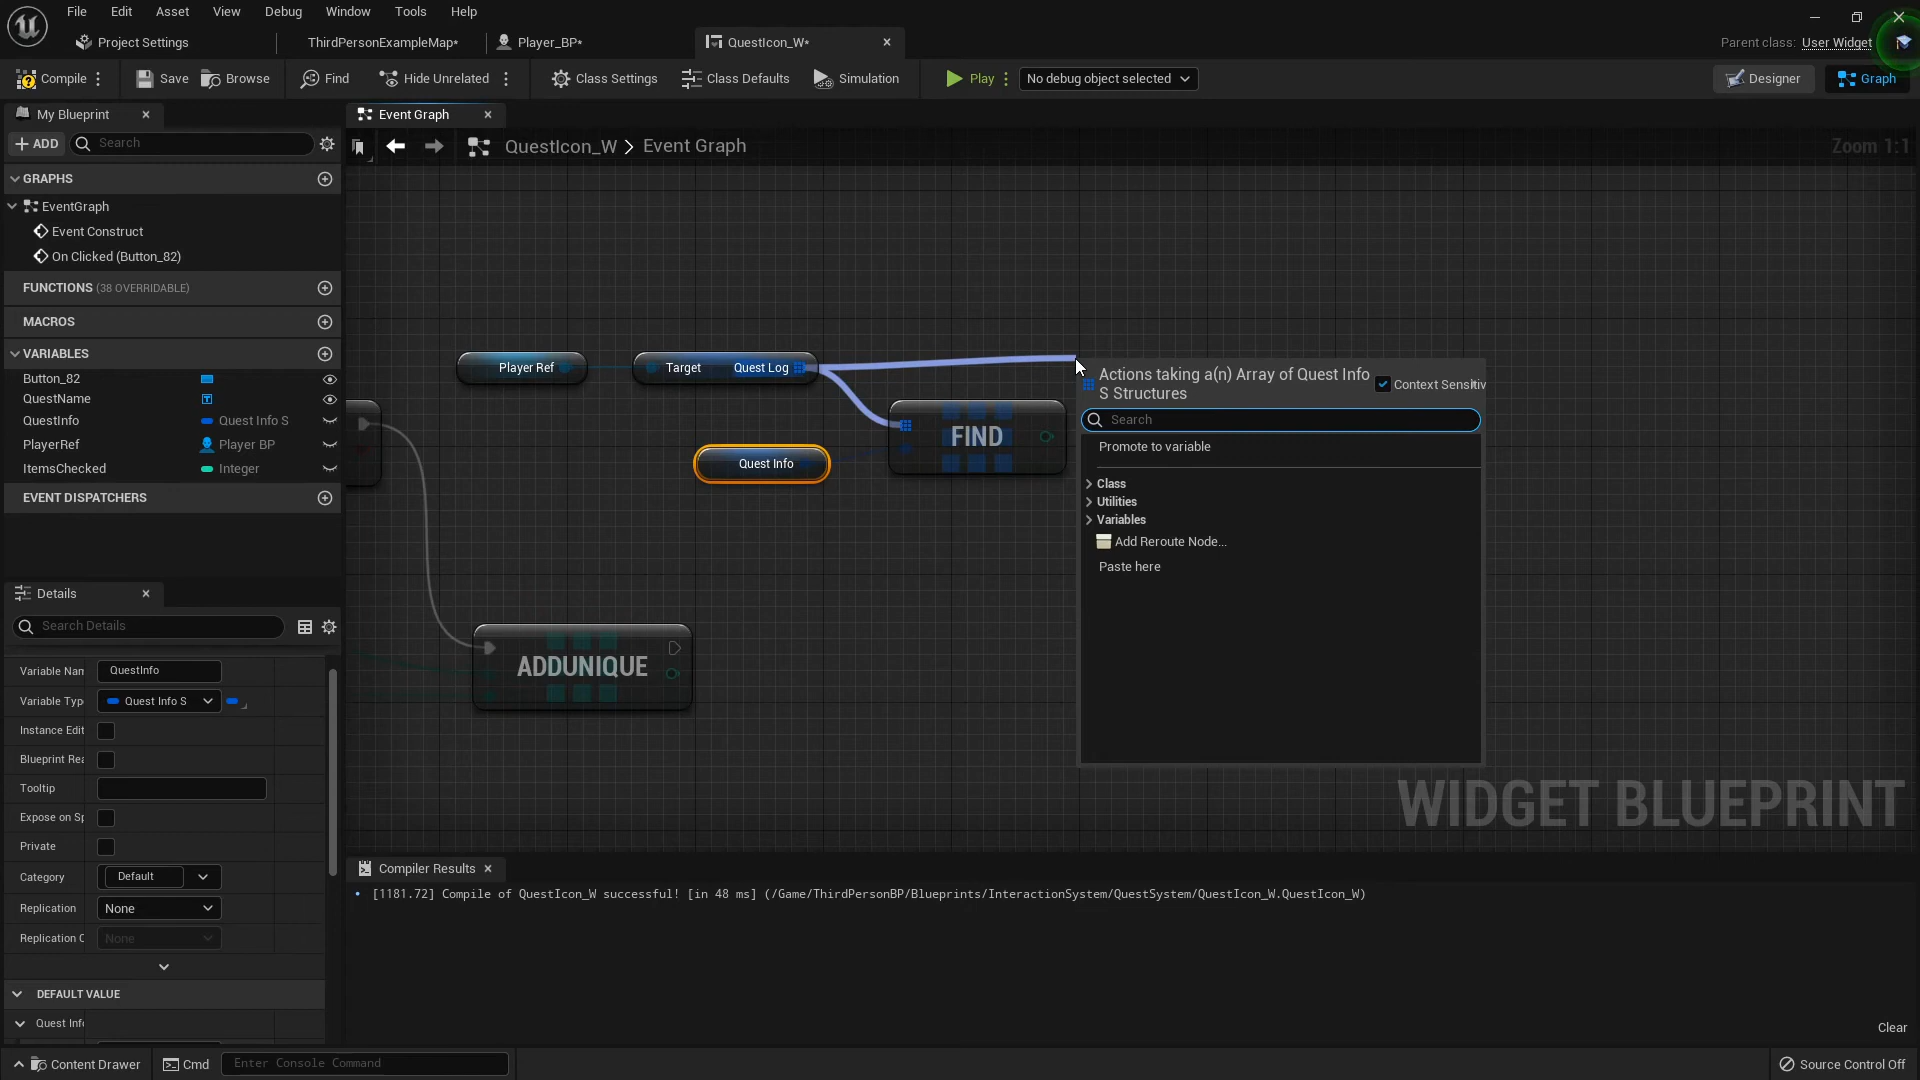 File Edit Asset View Debug Window Tools Help
Project Settings ThirdPersonExampleMap* Player_BP* QuestIcon_W* Parent class: User Widget
Compile Save Browse Find Hide Unrelated Class Settings Class Defaults Simulation Play No debug object selected Designer Graph
My Blueprint Event Graph
ADD Search QuestIcon_W > Event Graph Zoom 1:1
GRAPHS
EventGraph
Event Construct
On Clicked (Button_82)
FUNCTIONS (38 OVERRIDABLE)
MACROS
VARIABLES
Button_82
QuestName
QuestInfo Quest Info S
PlayerRef Player BP
ItemsChecked Integer
EVENT DISPATCHERS
Player Ref Target Quest Log
FIND
Quest Info
ADDUNIQUE
Actions taking a(n) Array of Quest Info
S Structures
Context Sensitiv
Search
Promote to variable
Class
Utilities
Variables
Add Reroute Node...
Paste here
WIDGET BLUEPRINT
Details
Search Details
Variable Nam QuestInfo
Variable Typ Quest Info S
Instance Edit
Blueprint Rea
Tooltip
Expose on Sp
Private
Category Default
Replication None
Replication C None
DEFAULT VALUE
Quest Info
Compiler Results
[1181.72] Compile of QuestIcon_W successful! [in 48 ms] (/Game/ThirdPersonBP/Blueprints/InteractionSystem/QuestSystem/QuestIcon_W.QuestIcon_W)
Clear
Content Drawer Cmd Enter Console Command Source Control Off